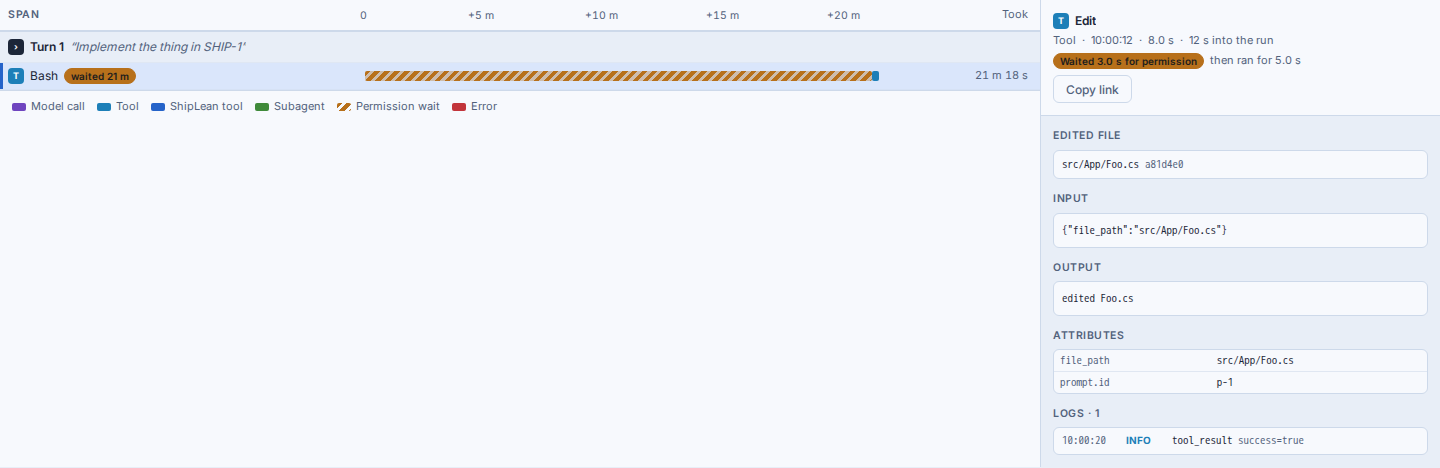 SPAN 0 +5 m +10 m +15 m +20 m Took
› Turn 1 "Implement the thing in SHIP-1'
T Bash waited 21 m 21 m 18 s
Model call Tool ShipLean tool Subagent Permission wait Error
T Edit
Tool · 10:00:12 · 8.0 s · 12 s into the run
Waited 3.0 s for permission then ran for 5.0 s
Copy link
EDITED FILE
src/App/Foo.cs a81d4e0
INPUT
{"file_path":"src/App/Foo.cs"}
OUTPUT
edited Foo.cs
ATTRIBUTES
file_path src/App/Foo.cs
prompt.id p-1
LOGS · 1
10:00:20 INFO tool_result success=true